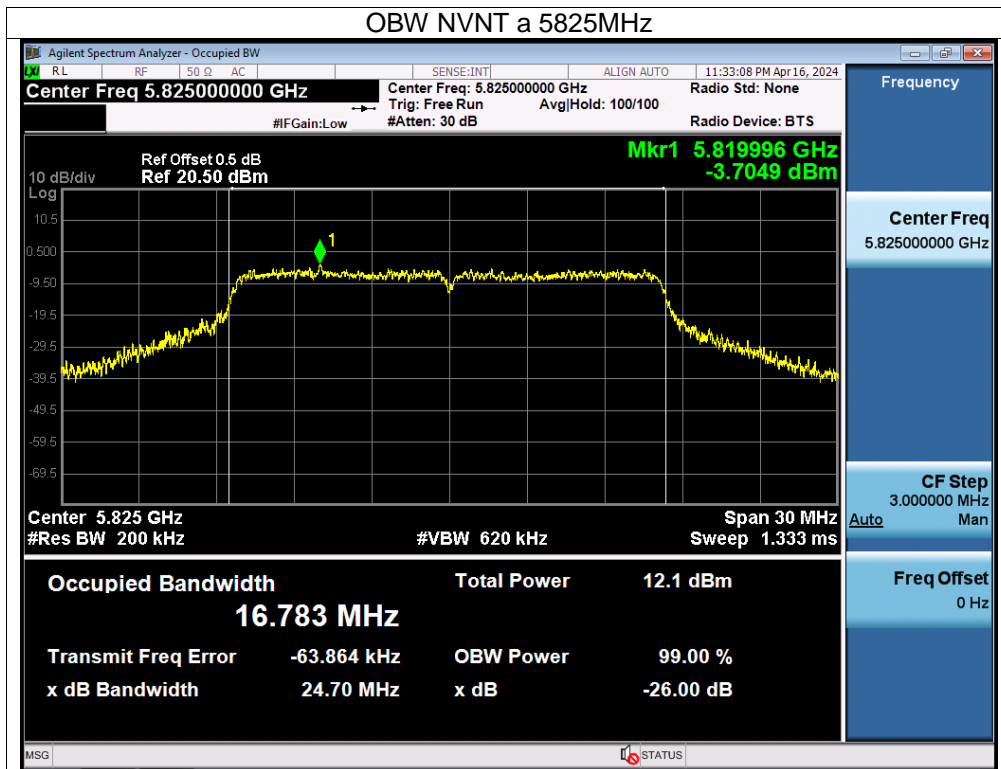 OBW NVNT a 5825MHz
Agilent Spectrum Analyzer - Occupied BW
LXI RL RF 50 Ω AC SENSE:INT ALIGN AUTO 11:33:08 PM Apr 16, 2024
Center Freq 5.825000000 GHz
Center Freq: 5.825000000 GHz
Radio Std: None
Trig: Free Run Avg|Hold: 100/100
#IFGain:Low
#Atten: 30 dB
Radio Device: BTS
Mkr1 5.819996 GHz
-3.7049 dBm
Ref Offset 0.5 dB
10 dB/div Ref 20.50 dBm
Log
10.5
1
0.500
-9.50
-19.5
-29.5
-39.5
-49.5
-59.5
-69.5
Center 5.825 GHz Span 30 MHz
#Res BW 200 kHz #VBW 620 kHz Sweep 1.333 ms
Occupied Bandwidth Total Power 12.1 dBm
16.783 MHz
Transmit Freq Error -63.864 kHz OBW Power 99.00 %
x dB Bandwidth 24.70 MHz x dB -26.00 dB
MSG STATUS
Frequency
Center Freq
5.825000000 GHz
CF Step
3.000000 MHz
Auto Man
Freq Offset
0 Hz